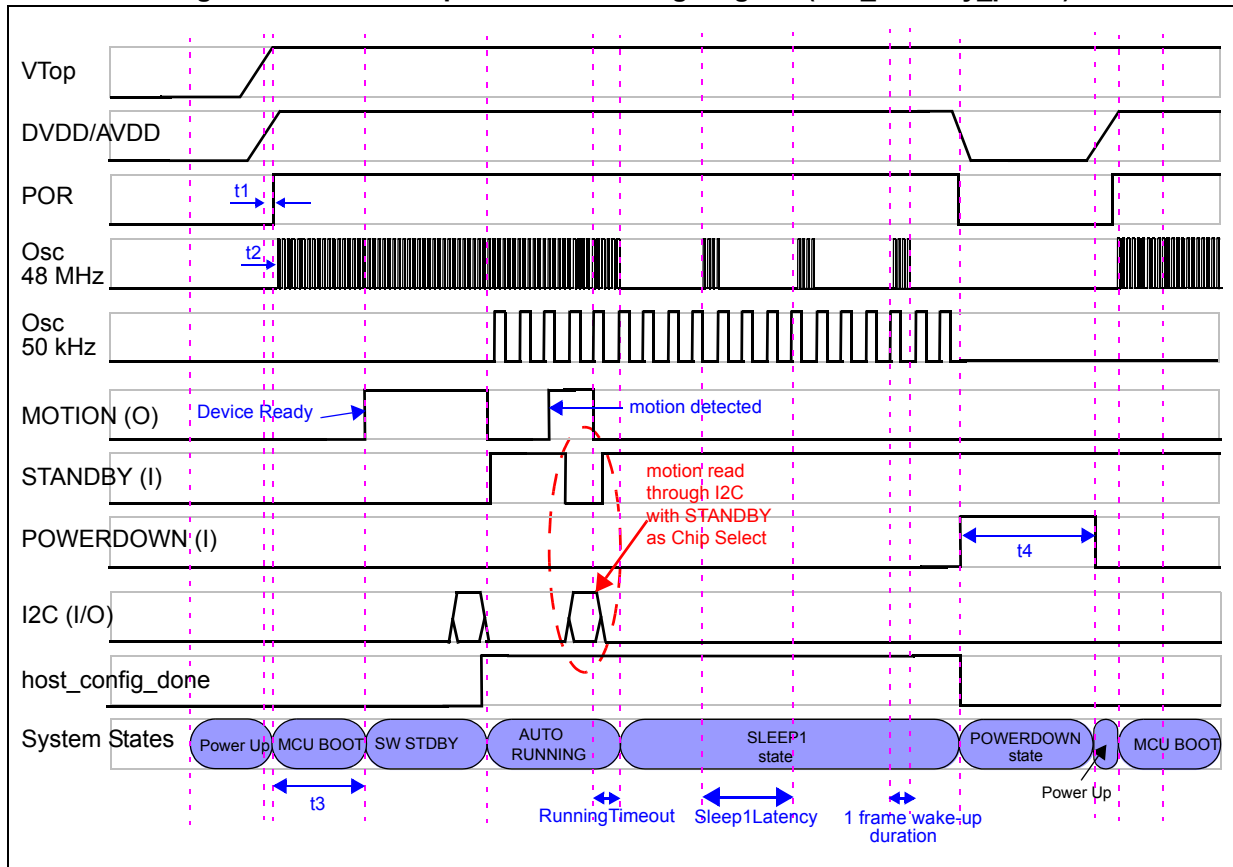 VTop
DVDD/AVDD
POR
t1
Osc
48 MHz
t2
Osc
50 kHz
MOTION (O)
Device Ready
motion detected
STANDBY (I)
motion read
through I2C
with STANDBY
as Chip Select
POWERDOWN (I)
t4
I2C (I/O)
host_config_done
System States
Power Up
MCU BOOT
SW STDBY
AUTO
RUNNING
SLEEP1
state
POWERDOWN
state
MCU BOOT
Power Up
t3
RunningTimeout
Sleep1Latency
1 frame wake-up
duration